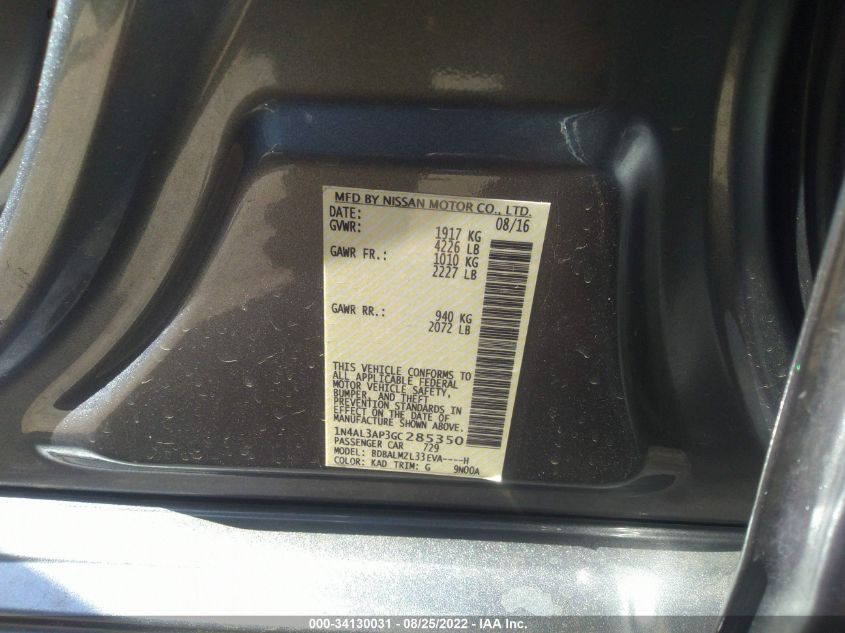 MFD BY NISSAN MOTOR CO., LTD.
DATE: 08/16
GVWR: 1917 KG
4226 LB
GAWR FR.: 1010 KG
2227 LB
GAWR RR.: 940 KG
2072 LB
THIS VEHICLE CONFORMS TO
ALL APPLICABLE FEDERAL
MOTOR VEHICLE SAFETY,
BUMPER, AND THEFT
PREVENTION STANDARDS IN
EFFECT ON THE DATE OF
MANUFACTURE SHOWN ABOVE.
1N4AL3AP3GC285350
PASSENGER CAR 729
MODEL: BDBALMZL33EVA----H
COLOR: KAD TRIM: G 9N00A
000-34130031 - 08/25/2022 - IAA Inc.